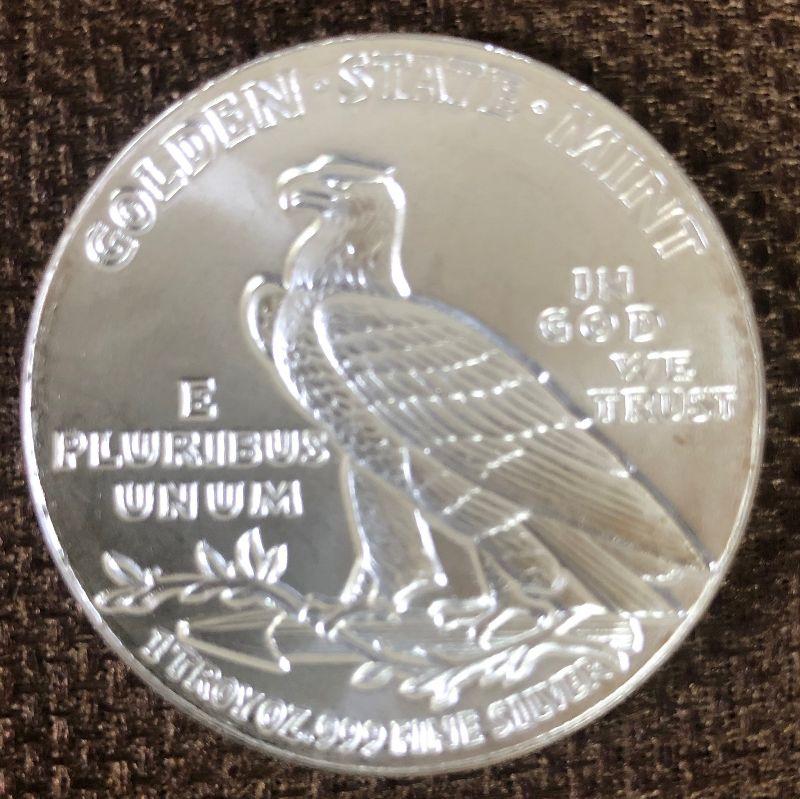 GOLDEN · STATE · MINT
IN
GOD
WE
TRUST
E
PLURIBUS
UNUM
1 TROY OZ. .999 FINE SILVER